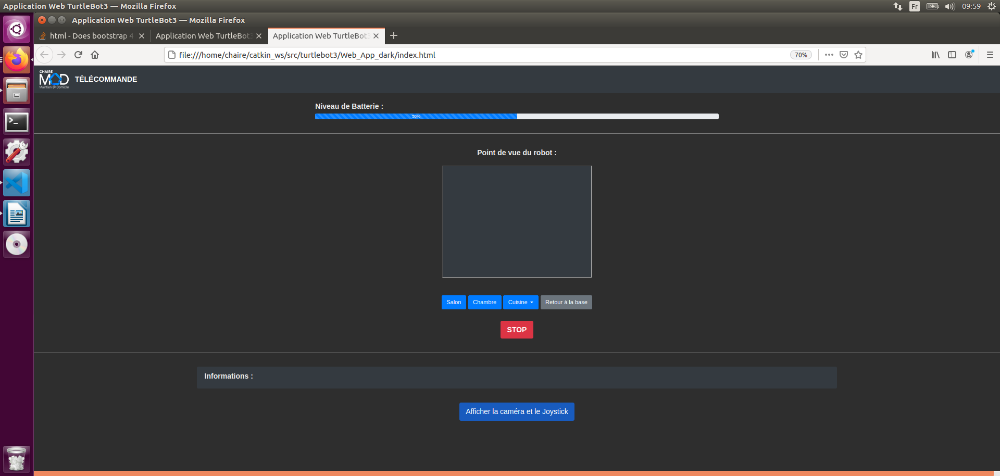 Application Web TurtleBot3 — Mozilla Firefox
Fr
09:59
Application Web TurtleBot3 — Mozilla Firefox
html - Does bootstrap 4
Application Web TurtleBot3
Application Web TurtleBot3
file:///home/chaire/catkin_ws/src/turtlebot3/Web_App_dark/index.html
70%
CHAIRE
MAD
Maintien @ Domicile
TÉLÉCOMMANDE
Niveau de Batterie :
50%
Point de vue du robot :
Salon
Chambre
Cuisine
Retour à la base
STOP
Informations :
Afficher la caméra et le Joystick